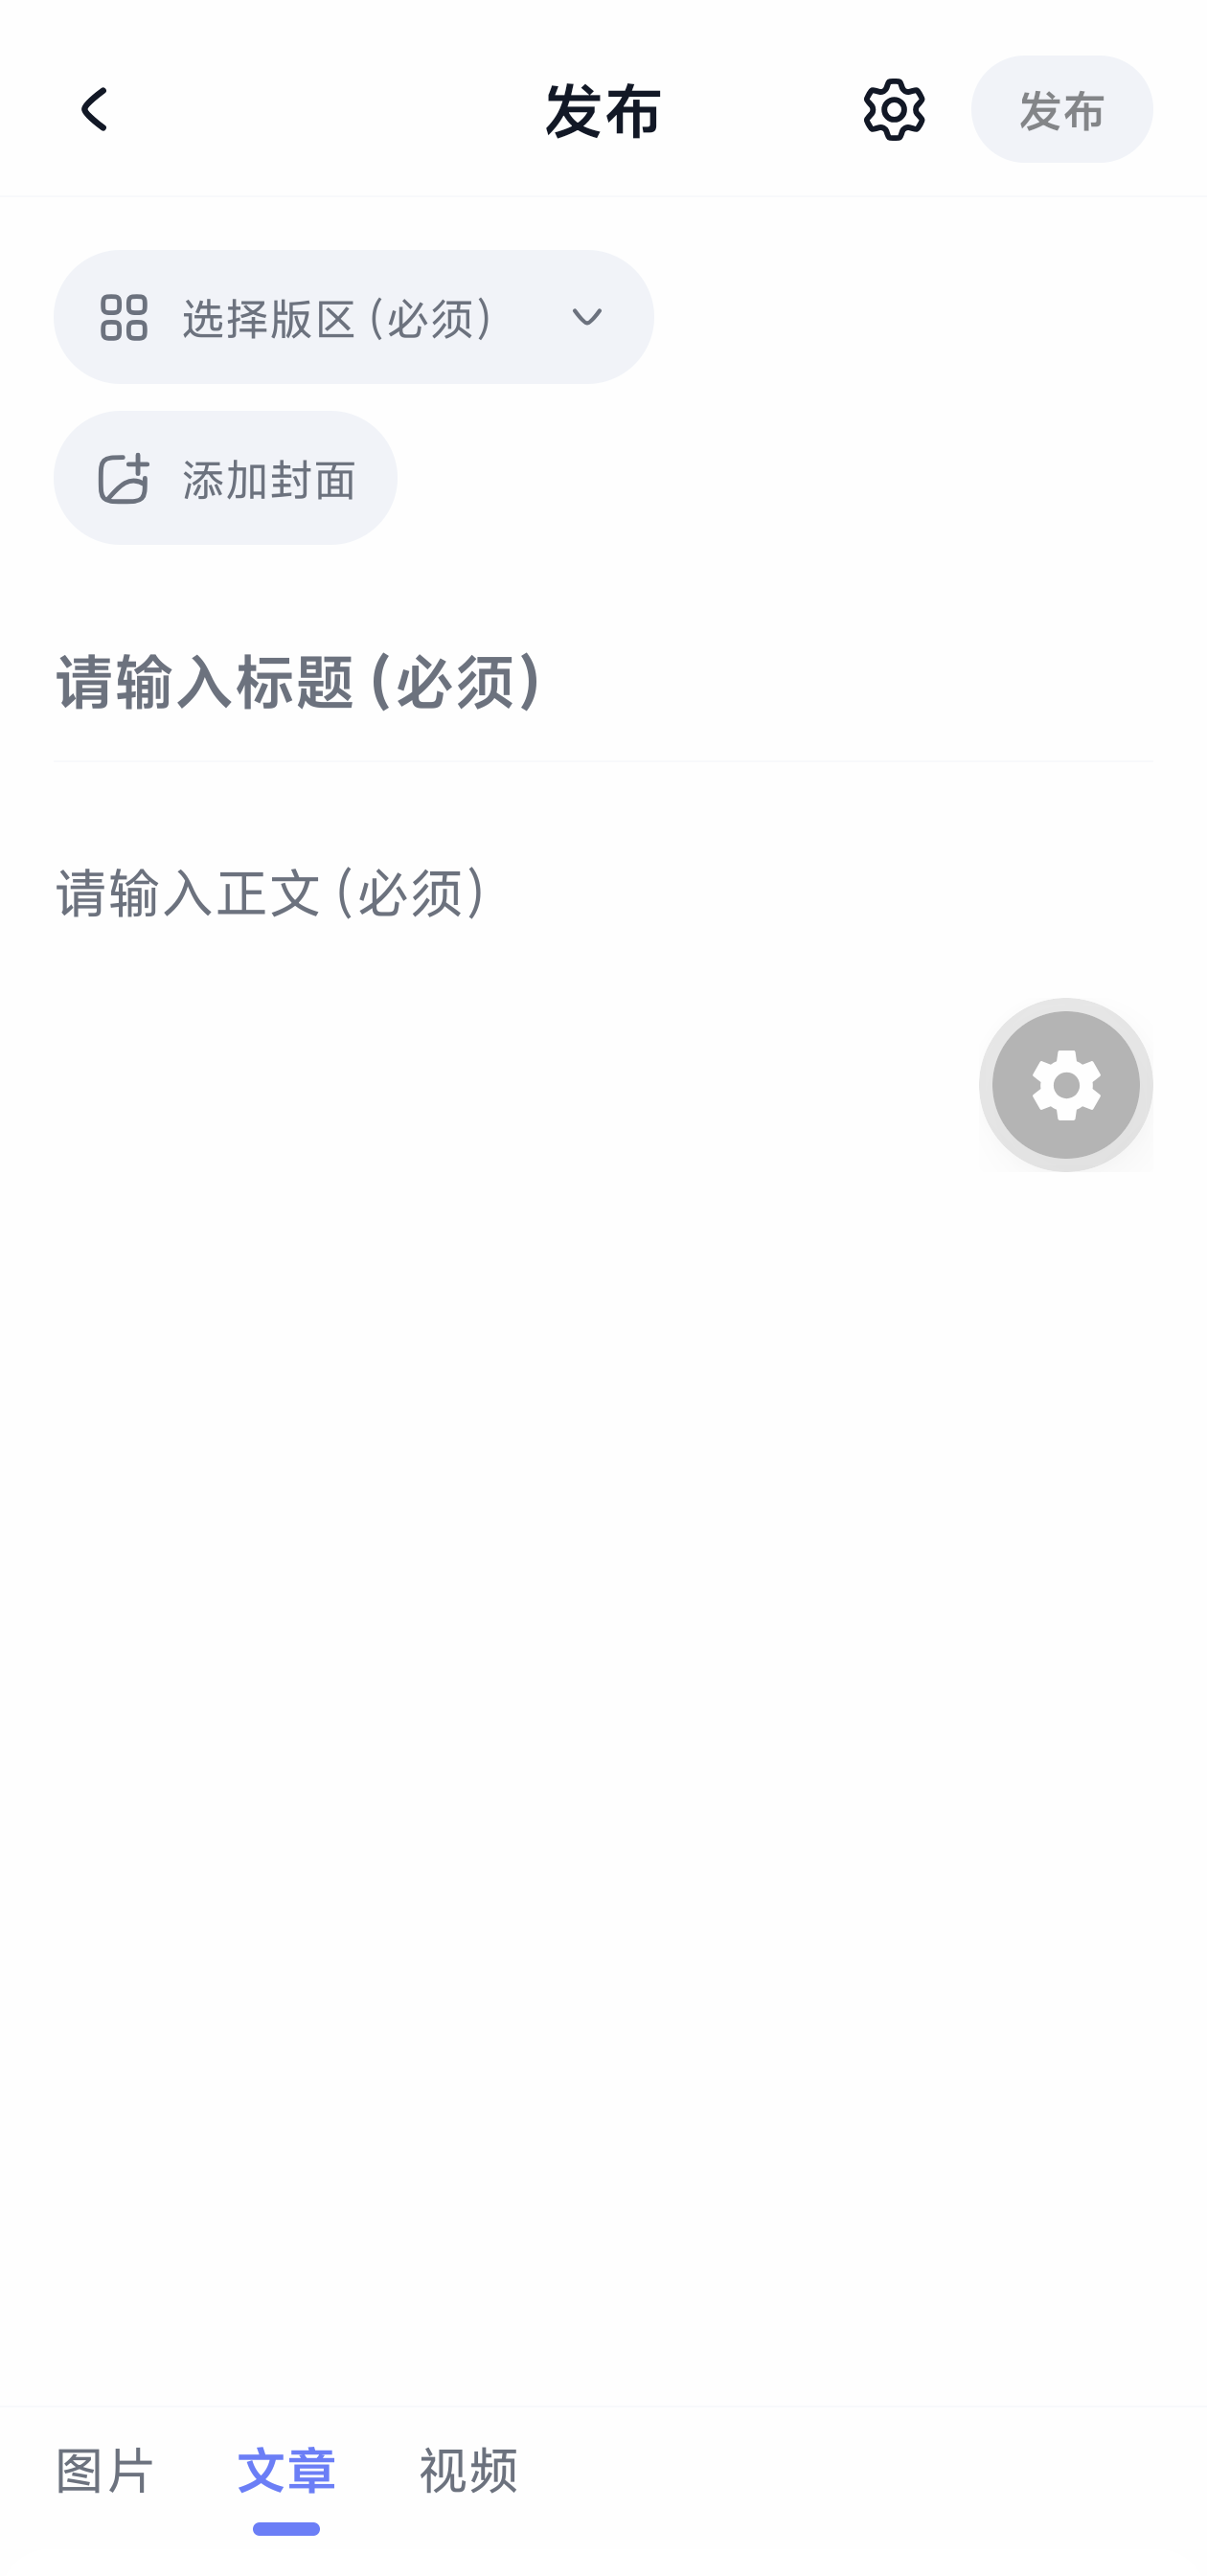 发布
发布
选择版区 (必须)
添加封面
请输入标题 (必须)
请输入正文 (必须)
图片 文章 视频